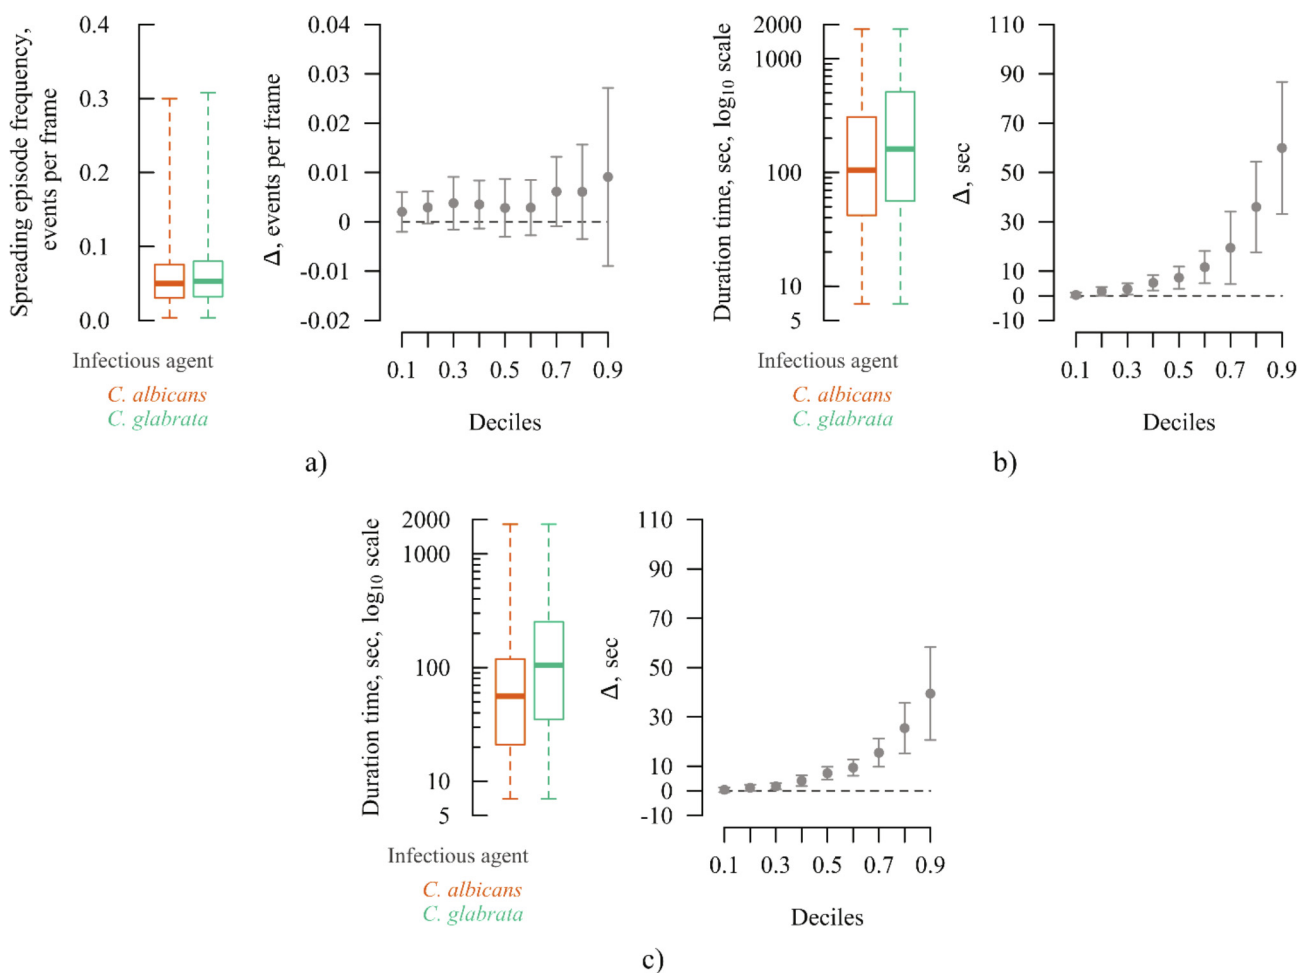 Spreading episode frequency,
events per frame
0.4
0.3
0.2
0.1
0.0
Infectious agent
C. albicans
C. glabrata
Δ, events per frame
0.04
0.03
0.02
0.01
0
-0.01
-0.02
0.1 0.3 0.5 0.7 0.9
Deciles
a)
Duration time, sec, log10 scale
2000
1000
100
10
5
Infectious agent
C. albicans
C. glabrata
Δ, sec
110
90
70
50
30
10
0
-10
0.1 0.3 0.5 0.7 0.9
Deciles
b)
Duration time, sec, log10 scale
2000
1000
100
10
5
Infectious agent
C. albicans
C. glabrata
Δ, sec
110
90
70
50
30
10
0
-10
0.1 0.3 0.5 0.7 0.9
Deciles
c)